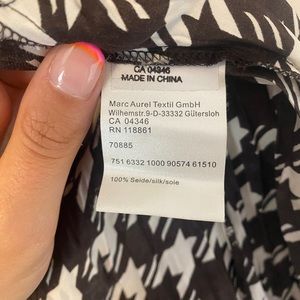 CA 04346
MADE IN CHINA
Marc Aurel Textil GmbH
Wilhemstr.9-D-33332 Gütersloh
CA 04346
RN 118861
70885
751 6332 1000 90574 61510
100% Seide/silk/soie